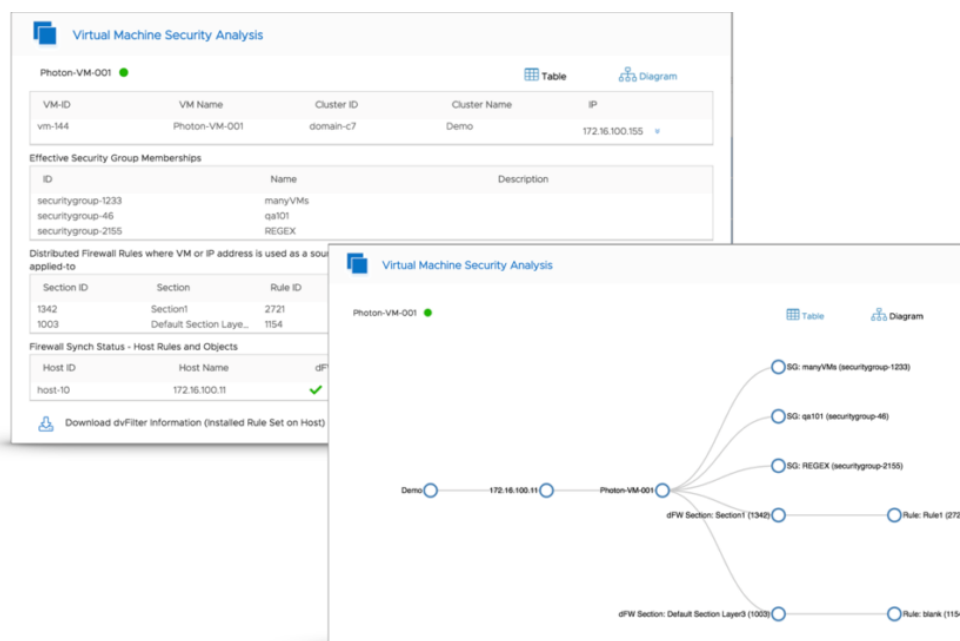 Virtual Machine Security Analysis
Photon-VM-001
Table Diagram
VM-ID VM Name Cluster ID Cluster Name IP
vm-144 Photon-VM-001 domain-c7 Demo 172.16.100.155
Effective Security Group Memberships
ID Name Description
securitygroup-1233 manyVMs
securitygroup-46 qa101
securitygroup-2155 REGEX
Distributed Firewall Rules where VM or IP address is used as a sou
applied-to
Section ID Section Rule ID
1342 Section1 2721
1003 Default Section Laye... 1154
Firewall Synch Status - Host Rules and Objects
Host ID Host Name dF
host-10 172.16.100.11
Download dvFilter Information (Installed Rule Set on Host)
Virtual Machine Security Analysis
Photon-VM-001
Table Diagram
SG: manyVMs (securitygroup-1233)
SG: qa101 (securitygroup-46)
SG: REGEX (securitygroup-2155)
Demo 172.16.100.11 Photon-VM-001
dFW Section: Section1 (1342) Rule: Rule1 (272
dFW Section: Default Section Layer3 (1003) Rule: blank (1154